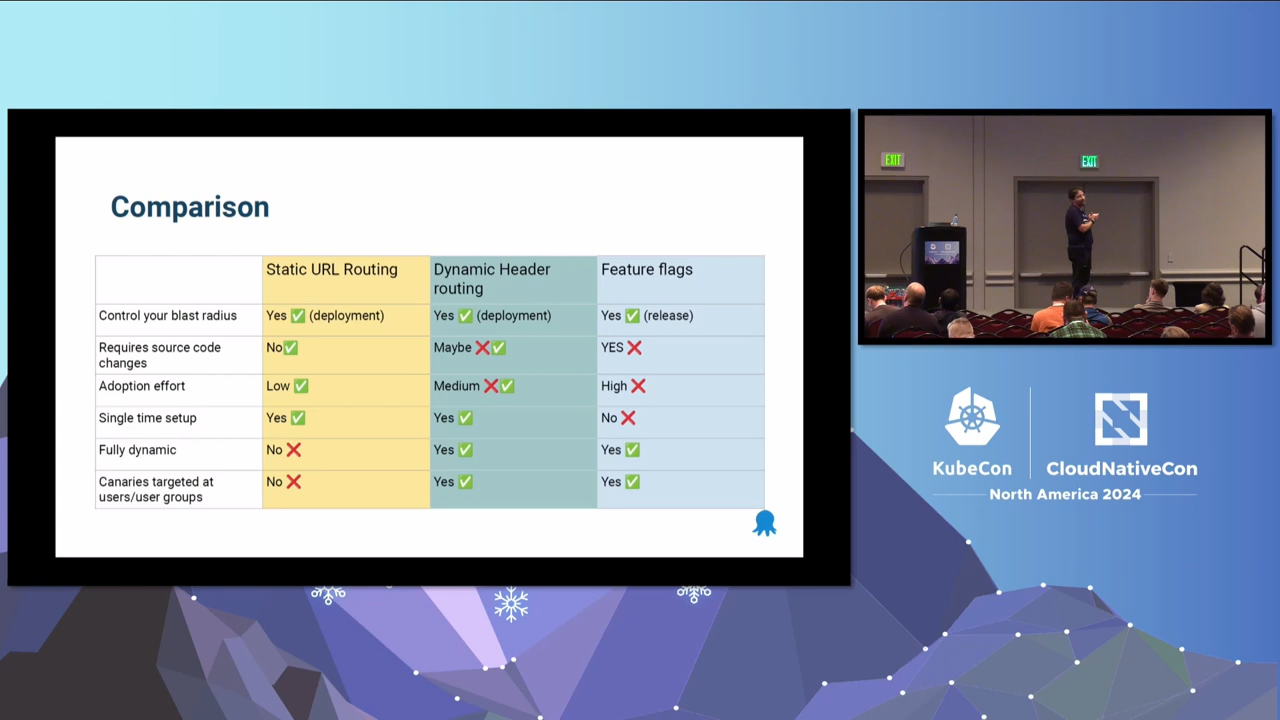 Comparison
Static URL Routing
Dynamic Header
routing
Feature flags
Control your blast radius
Yes ✅ (deployment)
Yes ✅ (deployment)
Yes ✅ (release)
Requires source code
changes
No✅
Maybe ❌✅
YES ❌
Adoption effort
Low ✅
Medium ❌✅
High ❌
Single time setup
Yes ✅
Yes ✅
No ❌
Fully dynamic
No ❌
Yes ✅
Yes ✅
Canaries targeted at
users/user groups
No ❌
Yes ✅
Yes ✅
EXIT
EXIT
KubeCon
CloudNativeCon
North America 2024